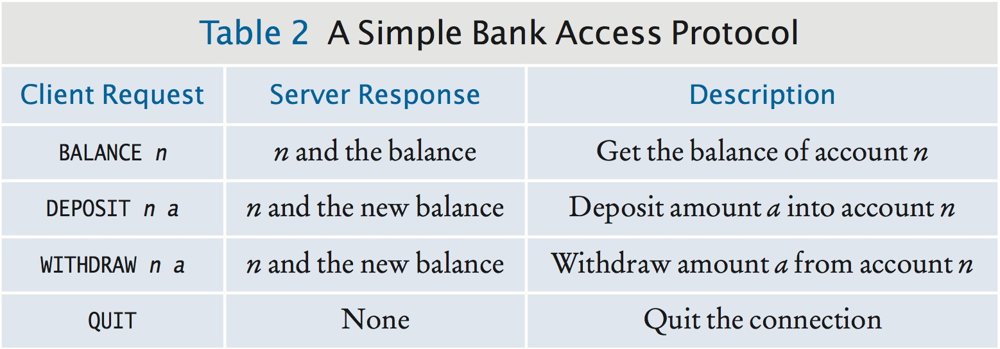 Table 2 A Simple Bank Access Protocol
Client Request Server Response Description
BALANCE n n and the balance Get the balance of account n
DEPOSIT n a n and the new balance Deposit amount a into account n
WITHDRAW n a n and the new balance Withdraw amount a from account n
QUIT None Quit the connection